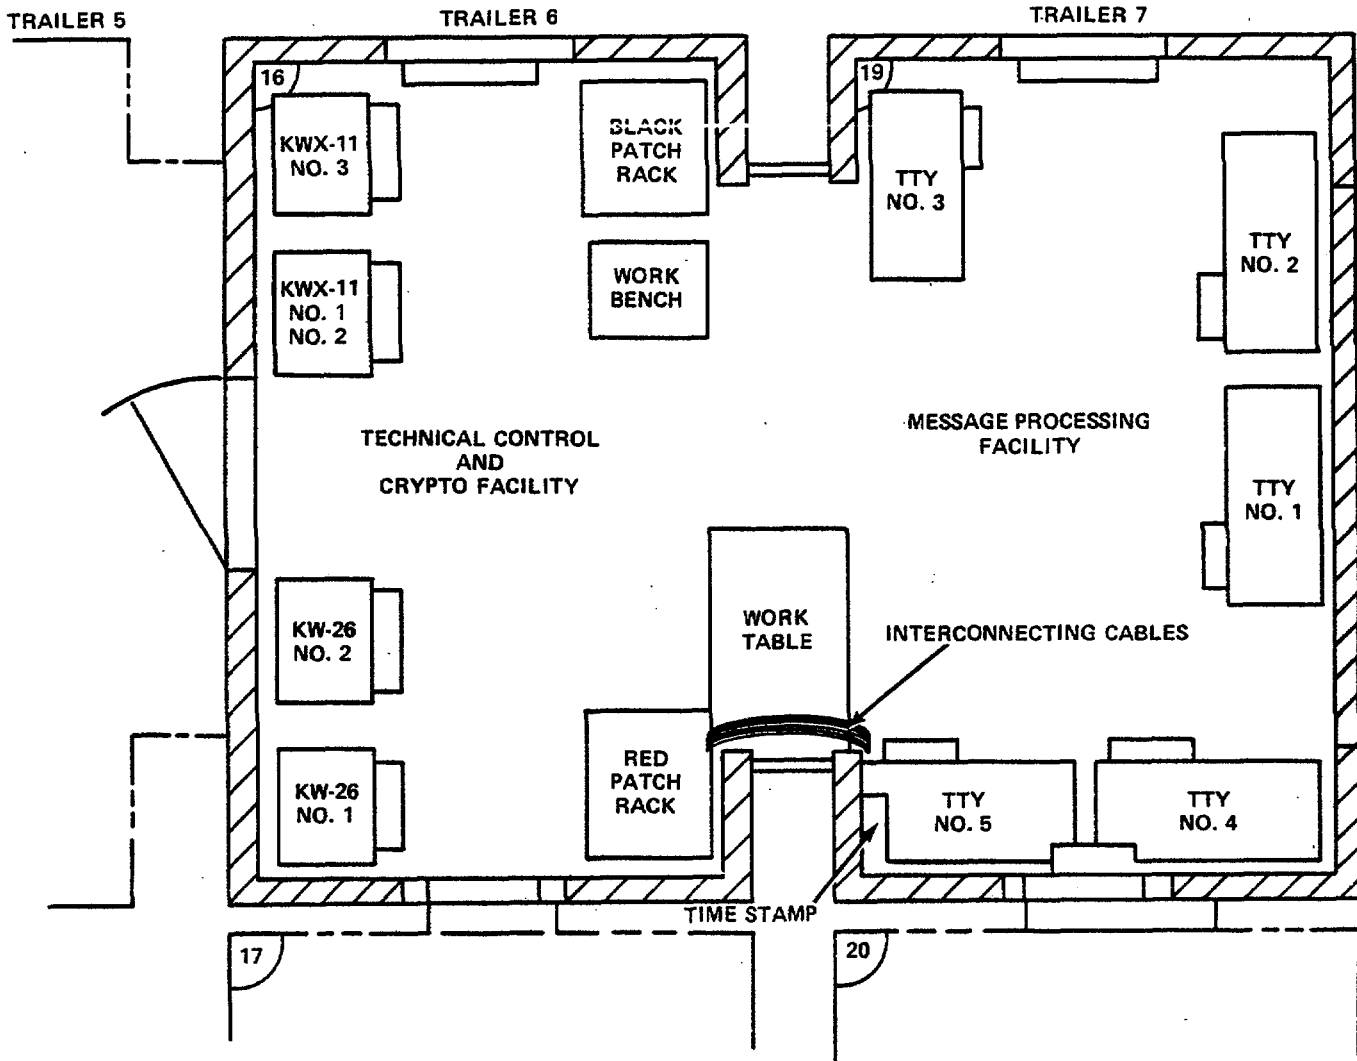 TRAILER 5
TRAILER 6
TRAILER 7
16
19
KWX-11
NO. 3
BLACK
PATCH
RACK
TTY
NO. 3
TTY
NO. 2
KWX-11
NO. 1
NO. 2
WORK
BENCH
TECHNICAL CONTROL
AND
CRYPTO FACILITY
MESSAGE PROCESSING
FACILITY
TTY
NO. 1
KW-26
NO. 2
WORK
TABLE
INTERCONNECTING CABLES
KW-26
NO. 1
RED
PATCH
RACK
TTY
NO. 5
TTY
NO. 4
TIME STAMP
17
20